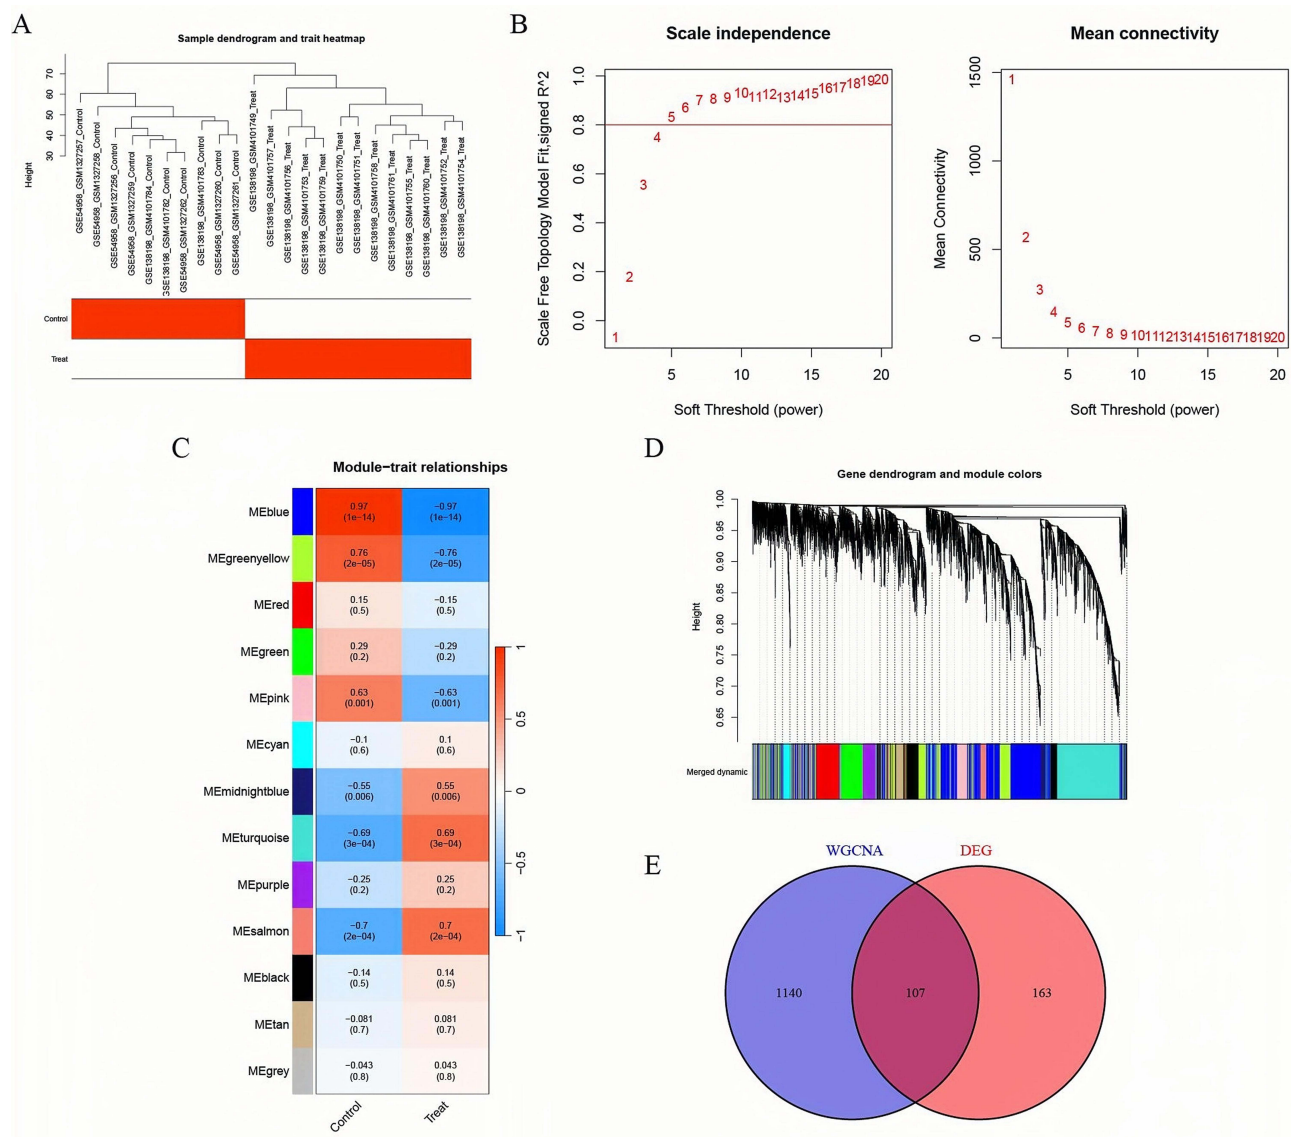 A
Sample dendrogram and trait heatmap
Height
70
60
50
40
30
GSE54958_GSM1327257_Control
GSE54958_GSM1327258_Control
GSE54958_GSM1327256_Control
GSE54958_GSM1327259_Control
GSE138198_GSM4101784_Control
GSE138198_GSM4101782_Control
GSE54958_GSM1327262_Control
GSE138198_GSM4101783_Control
GSE54958_GSM1327260_Control
GSE54958_GSM1327261_Control
GSE138198_GSM4101749_Treat
GSE138198_GSM4101757_Treat
GSE138198_GSM4101756_Treat
GSE138198_GSM4101753_Treat
GSE138198_GSM4101759_Treat
GSE138198_GSM4101750_Treat
GSE138198_GSM4101751_Treat
GSE138198_GSM4101758_Treat
GSE138198_GSM4101761_Treat
GSE138198_GSM4101755_Treat
GSE138198_GSM4101760_Treat
GSE138198_GSM4101752_Treat
GSE138198_GSM4101754_Treat
Control
Treat
B
Scale independence
Scale Free Topology Model Fit,signed R^2
1.0
0.8
0.6
0.4
0.2
0.0
1 2 3 4 5 6 7 8 9 10 11 12 13 14 15 16 17 18 19 20
5 10 15 20
Soft Threshold (power)
Mean connectivity
Mean Connectivity
1500
1000
500
0
1 2 3 4 5 6 7 8 9 10 11 12 13 14 15 16 17 18 19 20
5 10 15 20
Soft Threshold (power)
C
Module−trait relationships
MEblue 0.97 −0.97
(1e−14) (1e−14)
MEgreenyellow 0.76 −0.76
(2e−05) (2e−05)
MEred 0.15 −0.15
(0.5) (0.5)
MEgreen 0.29 −0.29
(0.2) (0.2)
MEpink 0.63 −0.63
(0.001) (0.001)
MEcyan −0.1 0.1
(0.6) (0.6)
MEmidnightblue −0.55 0.55
(0.006) (0.006)
MEturquoise −0.69 0.69
(3e−04) (3e−04)
MEpurple −0.25 0.25
(0.2) (0.2)
MEsalmon −0.7 0.7
(2e−04) (2e−04)
MEblack −0.14 0.14
(0.5) (0.5)
MEtan −0.081 0.081
(0.7) (0.7)
MEgrey −0.043 0.043
(0.8) (0.8)
Control Treat
1
0.5
0
−0.5
−1
D
Gene dendrogram and module colors
Height
1.00
0.95
0.90
0.85
0.80
0.75
0.70
0.65
Merged dynamic
E
WGCNA DEG
1140 107 163